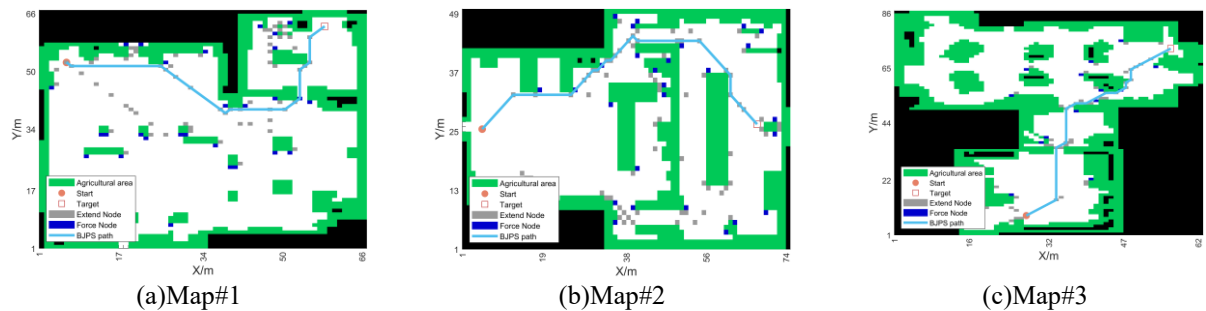 66
50
34
17
1
Y/m
1
17
34
50
66
X/m
Agricultural area
Start
Target
Extend Node
Force Node
BJPS path
(a)Map#1
49
37
25
13
1
Y/m
1
19
38
56
74
X/m
Agricultural area
Start
Target
Extend Node
Force Node
BJPS path
(b)Map#2
86
65
44
22
1
Y/m
1
16
32
47
62
X/m
Agricultural area
Start
Target
Extend Node
Force Node
BJPS path
(c)Map#3